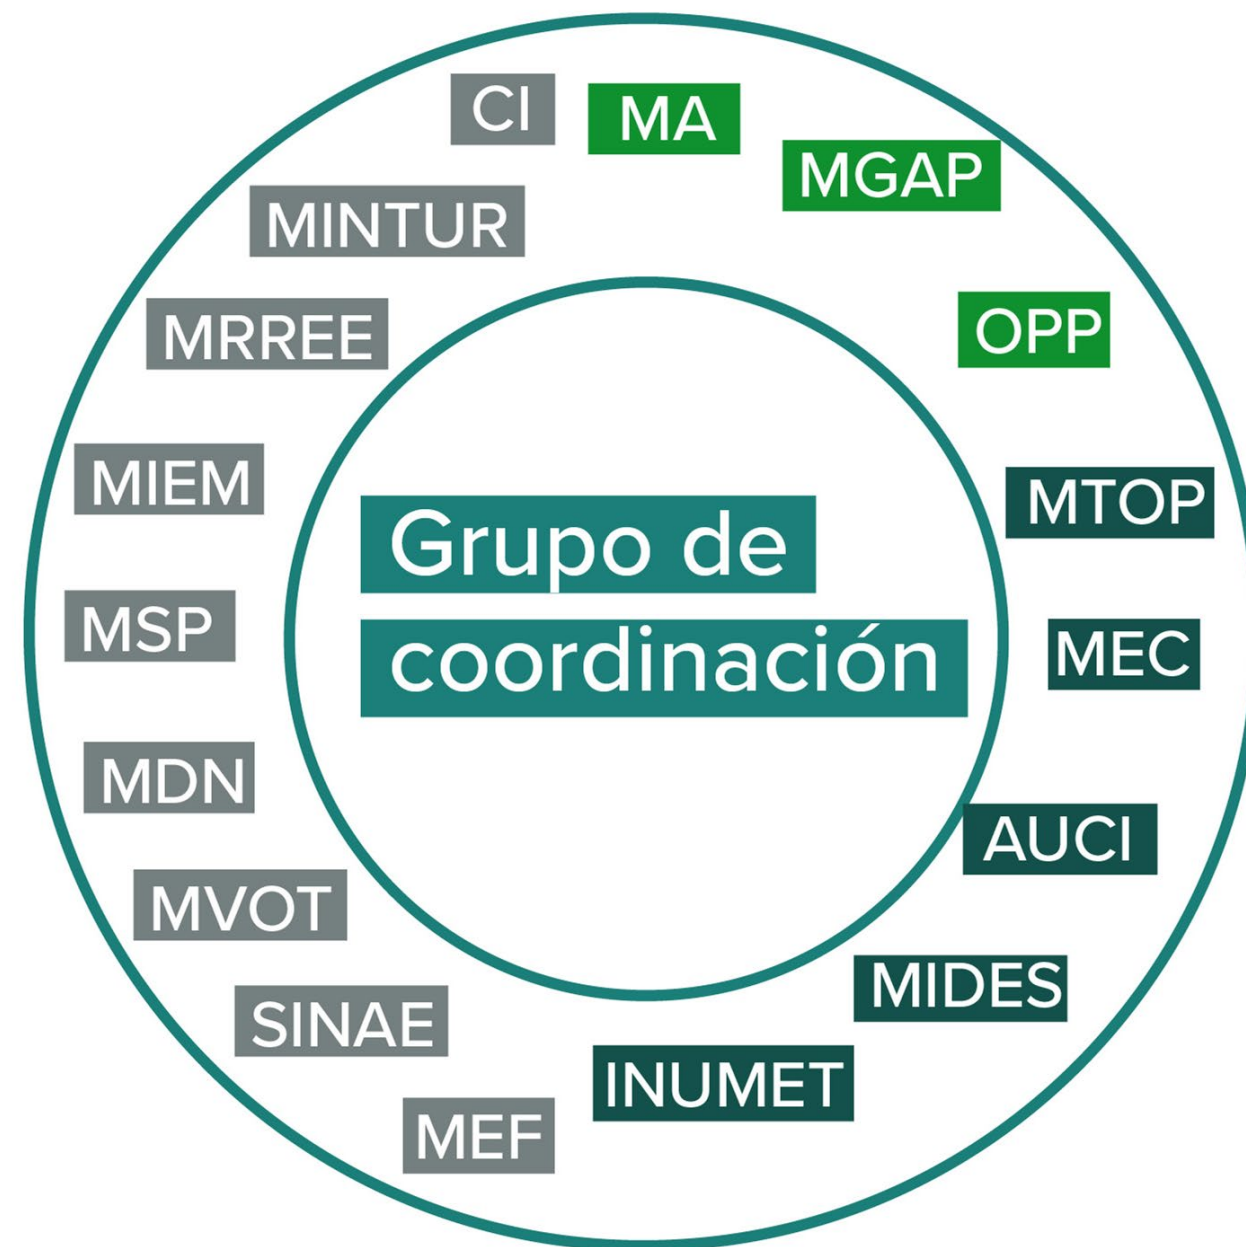 CI
MA
MGAP
MINTUR
MRREE
OPP
MIEM
MTOP
Grupo de
coordinación
MSP
MEC
MDN
AUCI
MVOT
MIDES
SINAE
INUMET
MEF